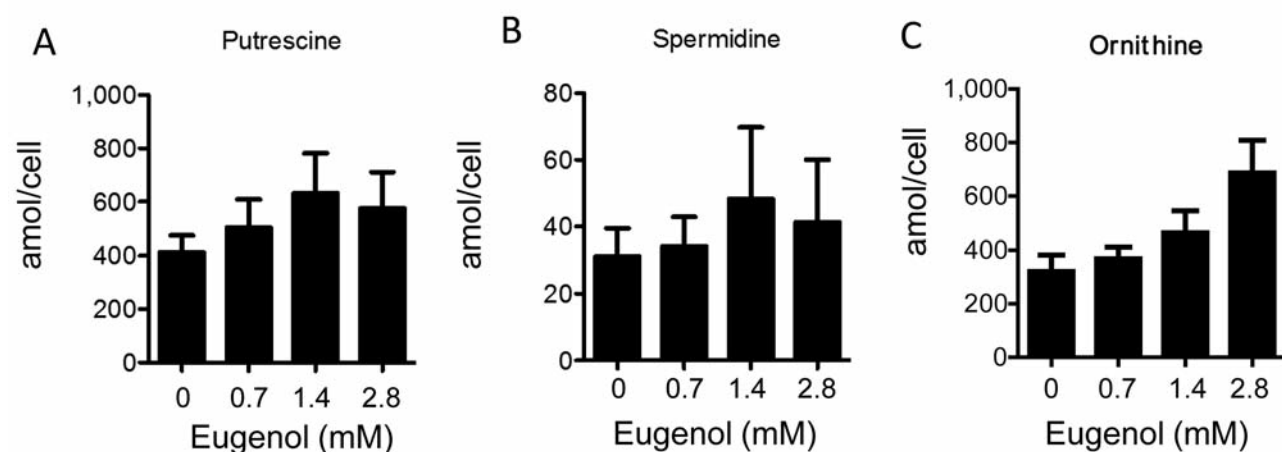 A
Putrescine
amol/cell
1,000
800
600
400
200
0
0 0.7 1.4 2.8
Eugenol (mM)
B
Spermidine
amol/cell
80
60
40
20
0
0 0.7 1.4 2.8
Eugenol (mM)
C
Ornithine
amol/cell
1,000
800
600
400
200
0
0 0.7 1.4 2.8
Eugenol (mM)